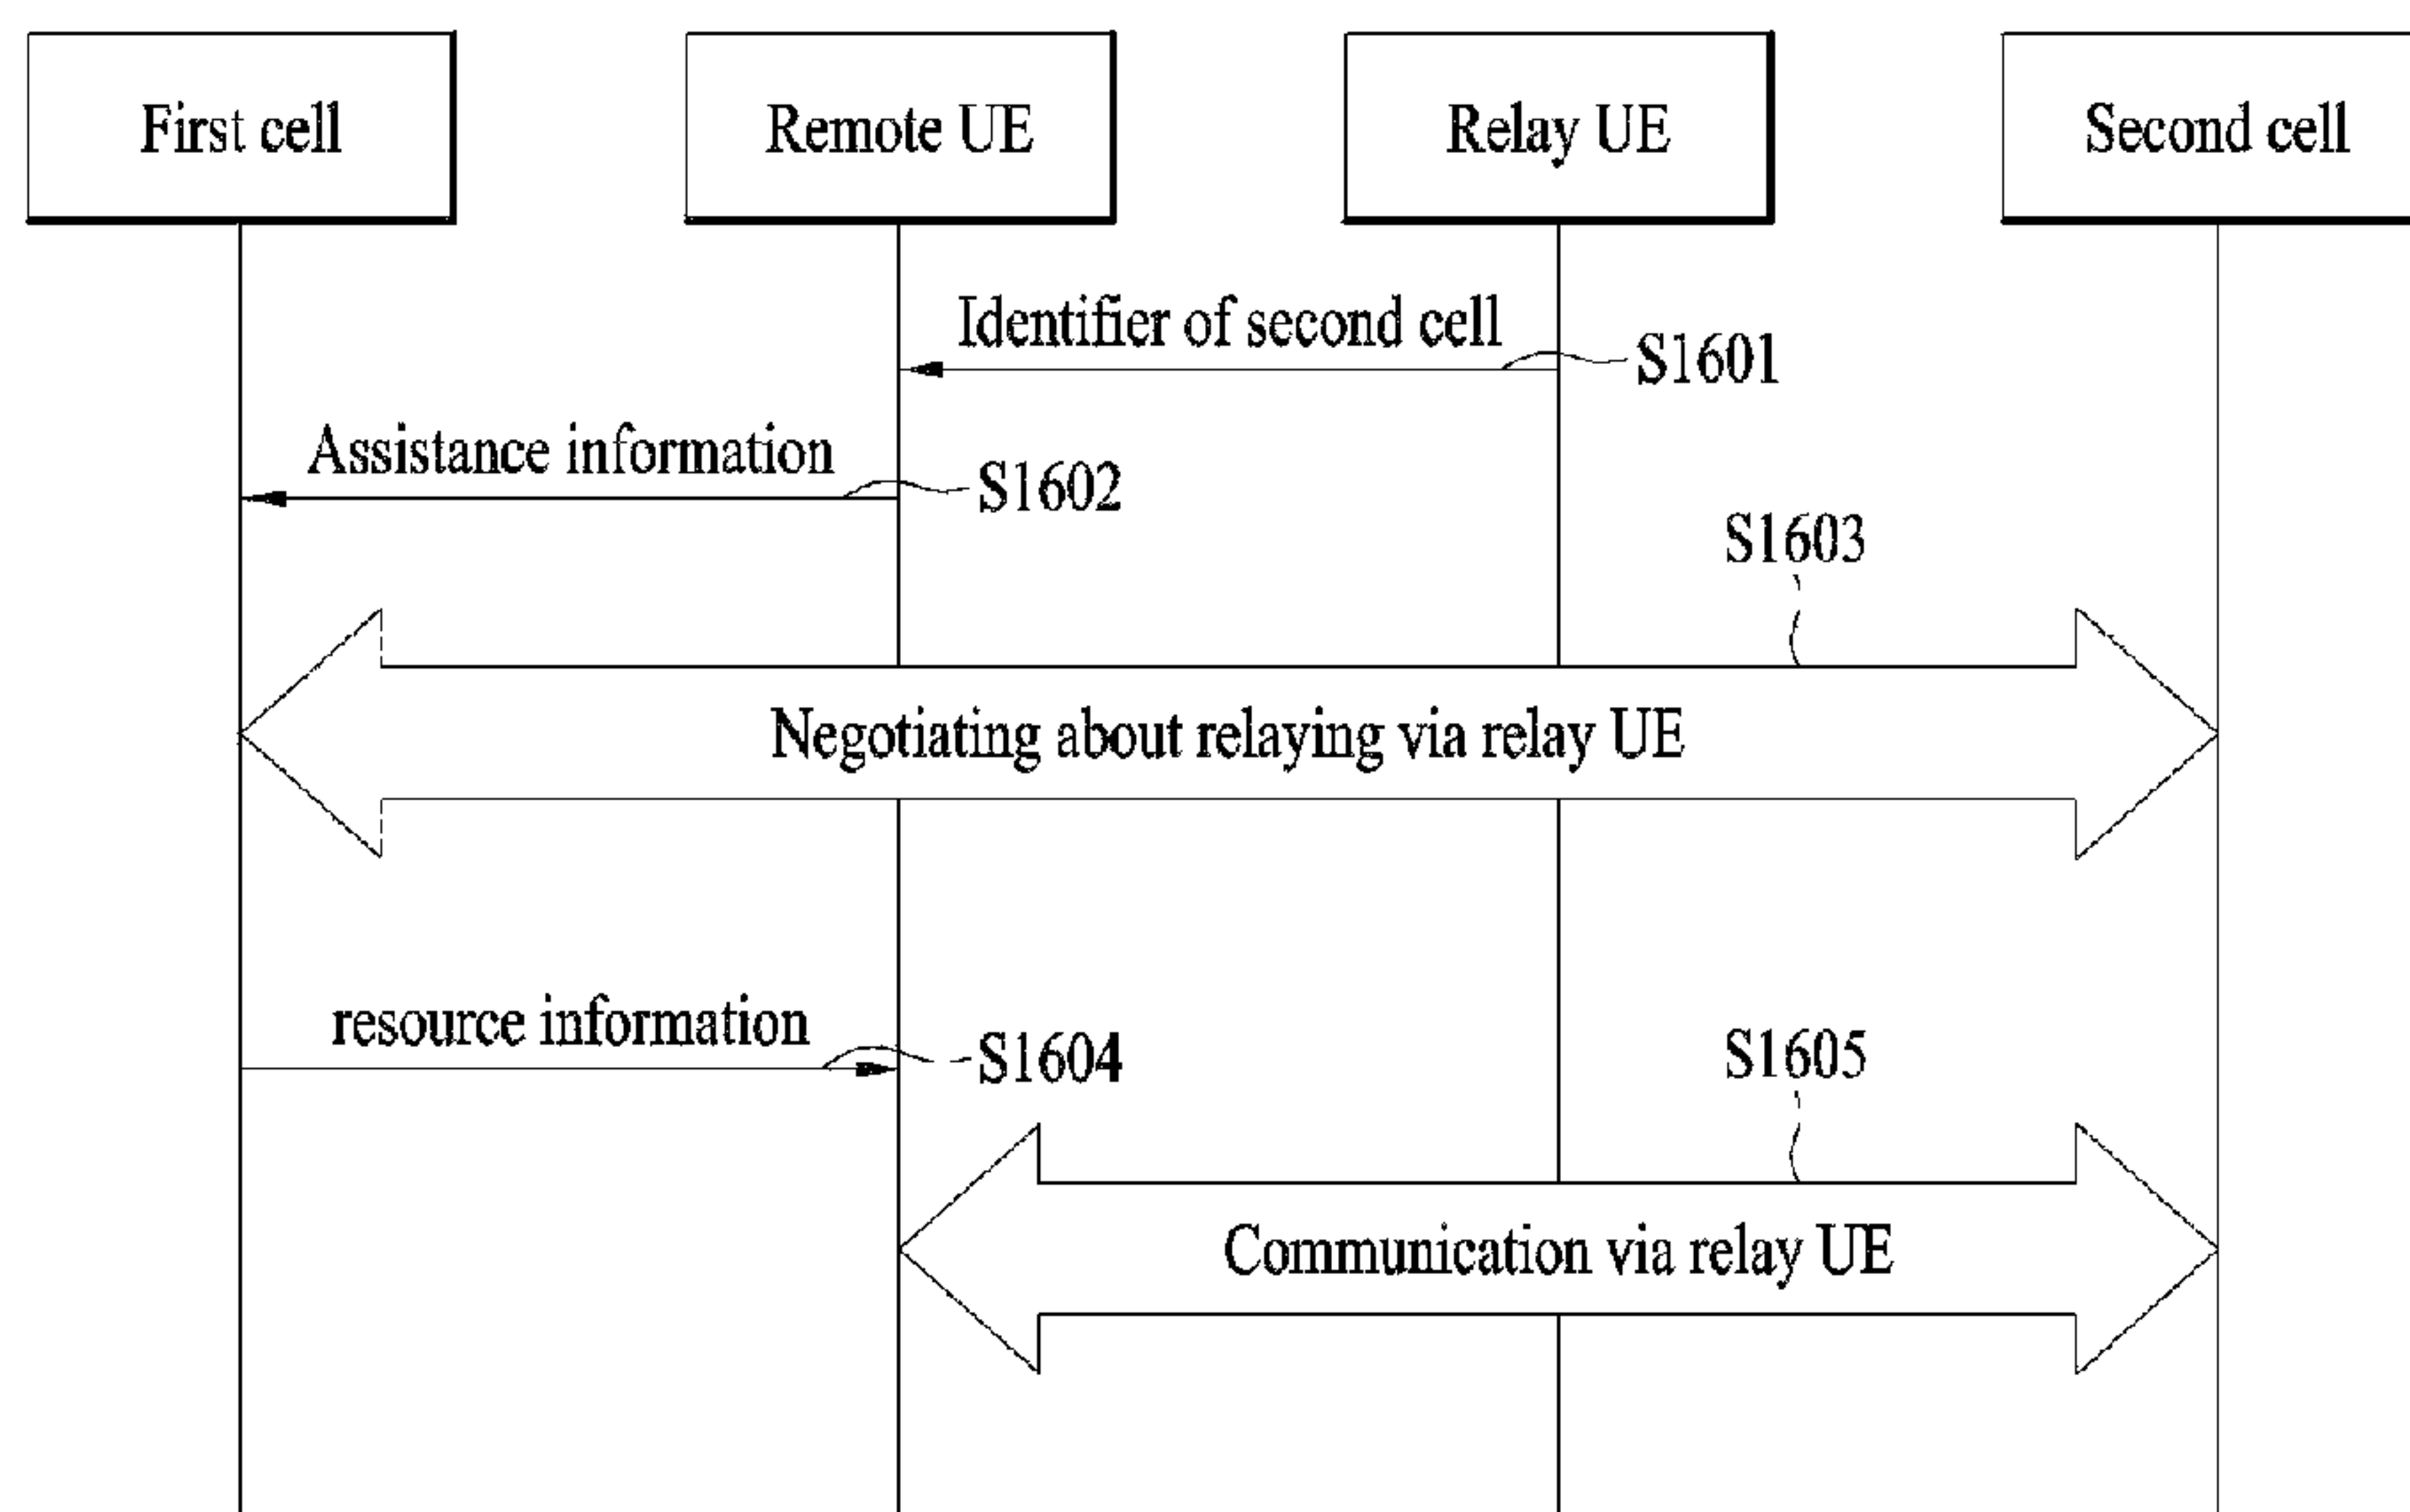 First cell
Remote UE
Relay UE
Second cell
Identifier of second cell
S1601
Assistance information
S1602
S1603
Negotiating about relaying via relay UE
resource information
S1604
S1605
Communication via relay UE